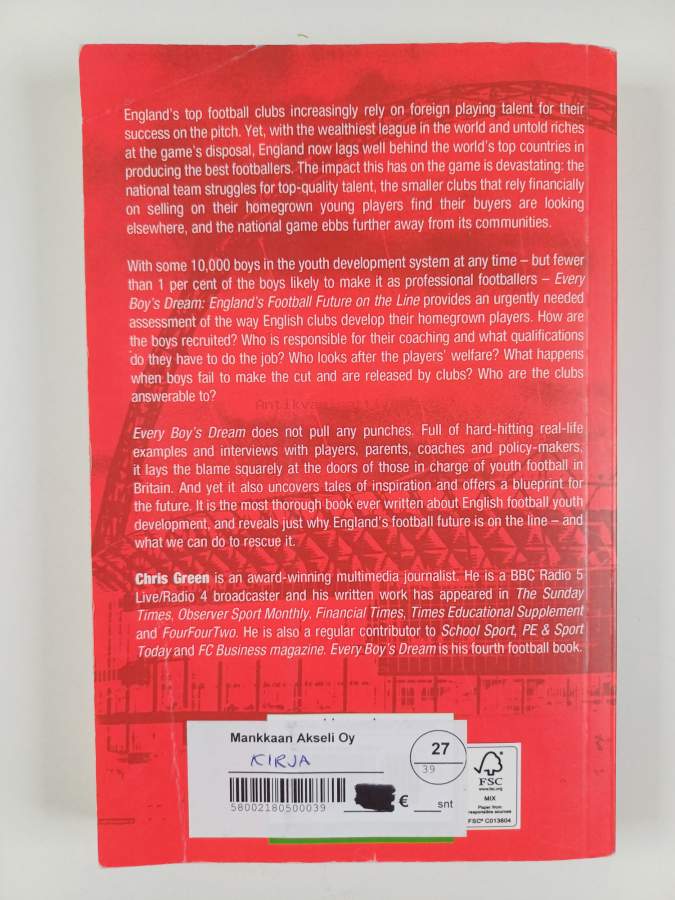 England's top football clubs increasingly rely on foreign playing talent for their
success on the pitch. Yet, with the wealthiest league in the world and untold riches
at the game's disposal, England now lags well behind the world's top countries in
producing the best footballers. The impact this has on the game is devastating: the
national team struggles for top-quality talent, the smaller clubs that rely financially
on selling on their homegrown young players find their buyers are looking
elsewhere, and the national game ebbs further away from its communities.
With some 10,000 boys in the youth development system at any time – but fewer
than 1 per cent of the boys likely to make it as professional footballers – Every
Boy's Dream: England's Football Future on the Line provides an urgently needed
assessment of the way English clubs develop their homegrown players. How are
the boys recruited? Who is responsible for their coaching and what qualifications
do they have to do the job? Who looks after the players' welfare? What happens
when boys fail to make the cut and are released by clubs? Who are the clubs
answerable to?
Every Boy's Dream does not pull any punches. Full of hard-hitting real-life
examples and interviews with players, parents, coaches and policy-makers,
it lays the blame squarely at the doors of those in charge of youth football in
Britain. And yet it also uncovers tales of inspiration and offers a blueprint for
the future. It is the most thorough book ever written about English football youth
development, and reveals just why England's football future is on the line – and
what we can do to rescue it.
Chris Green is an award-winning multimedia journalist. He is a BBC Radio 5
Live/Radio 4 broadcaster and his written work has appeared in The Sunday
Times, Observer Sport Monthly, Financial Times, Times Educational Supplement
and FourFourTwo. He is also a regular contributor to School Sport, PE & Sport
Today and FC Business magazine. Every Boy's Dream is his fourth football book.
Mankkaan Akseli Oy
KIRJA
27
39
58002180500039
€ snt
FSC
www.fsc.org
MIX
Paper from
responsible sources
FSC® C013604